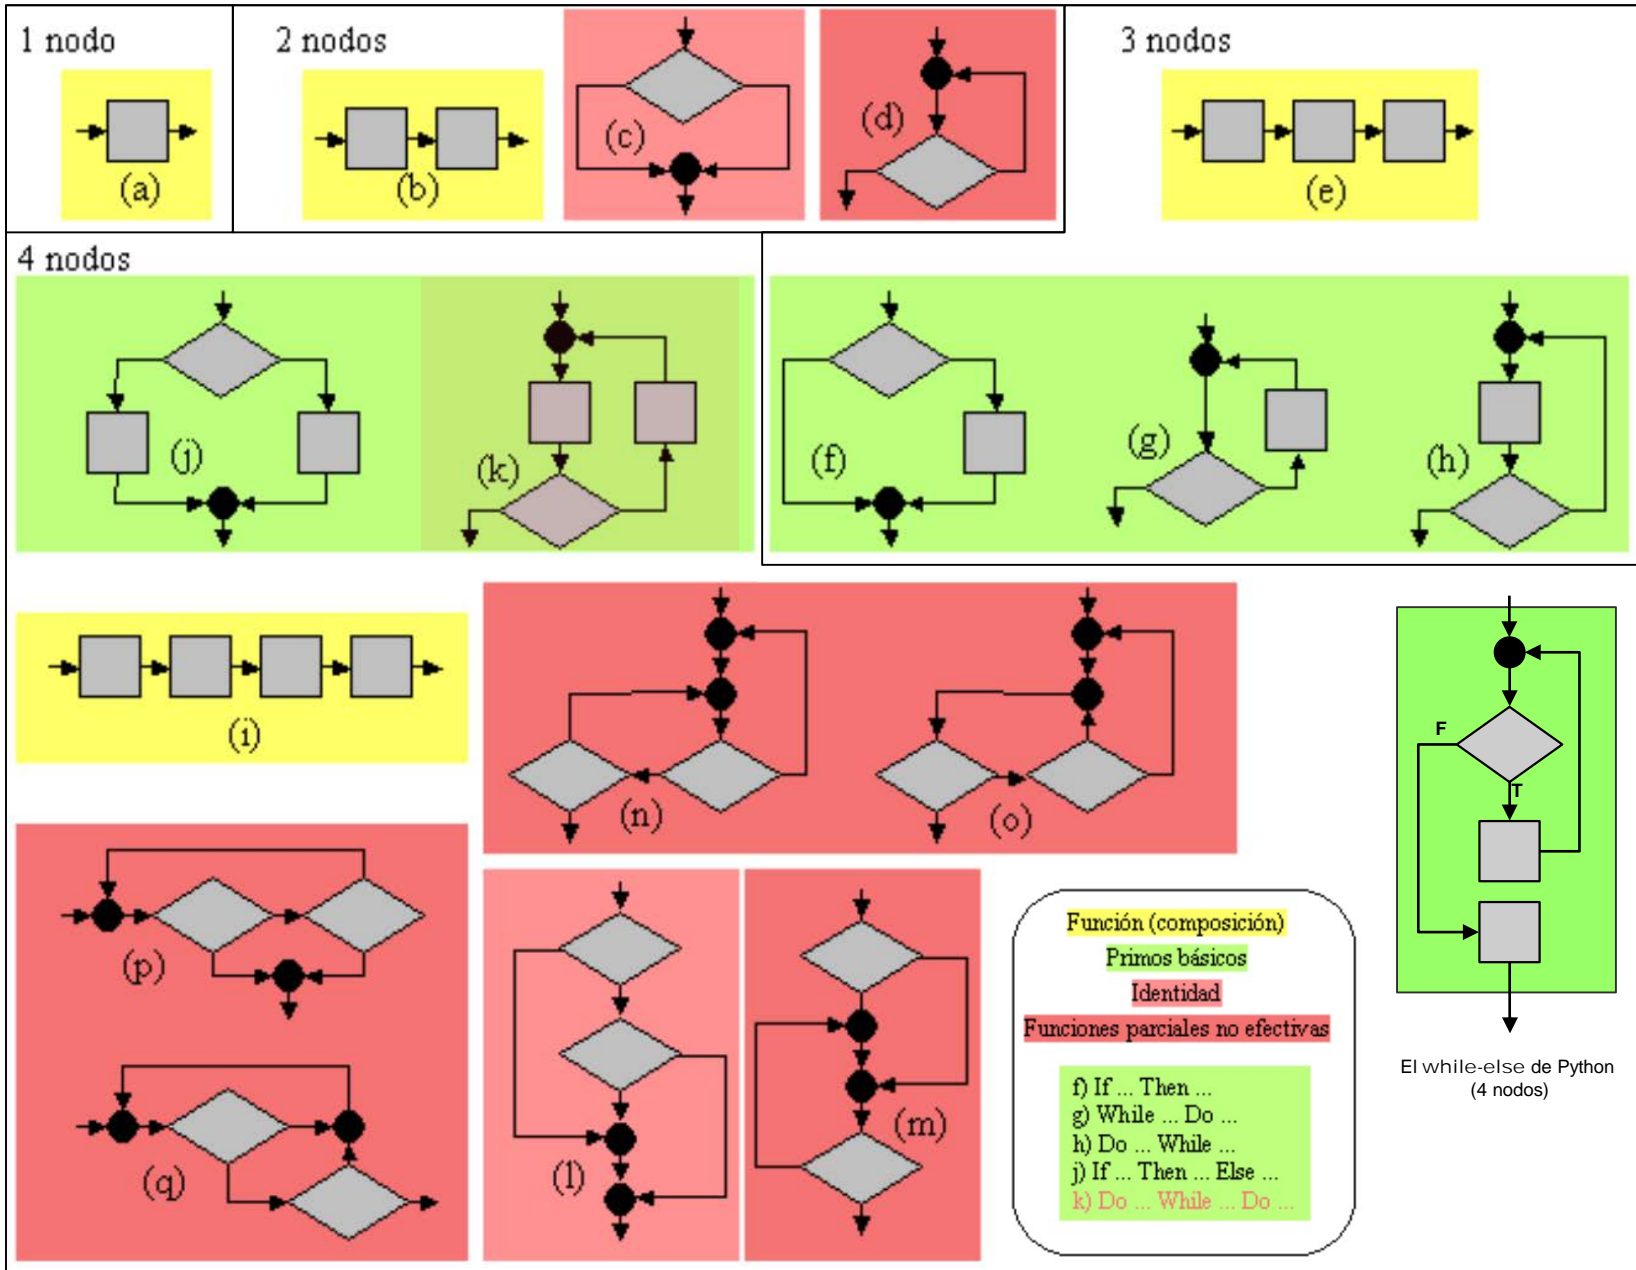 1 nodo
2 nodos
3 nodos
(a)
(b)
(c)
(d)
(e)
4 nodos
(j)
(k)
(f)
(g)
(h)
(i)
(n)
(o)
F
T
(p)
(q)
(l)
(m)
Función (composición)
Primos básicos
Identidad
Funciones parciales no efectivas
f) If ... Then ...
g) While ... Do ...
h) Do ... While ...
j) If ... Then ... Else ...
k) Do ... While ... Do ...
El while-else de Python
(4 nodos)